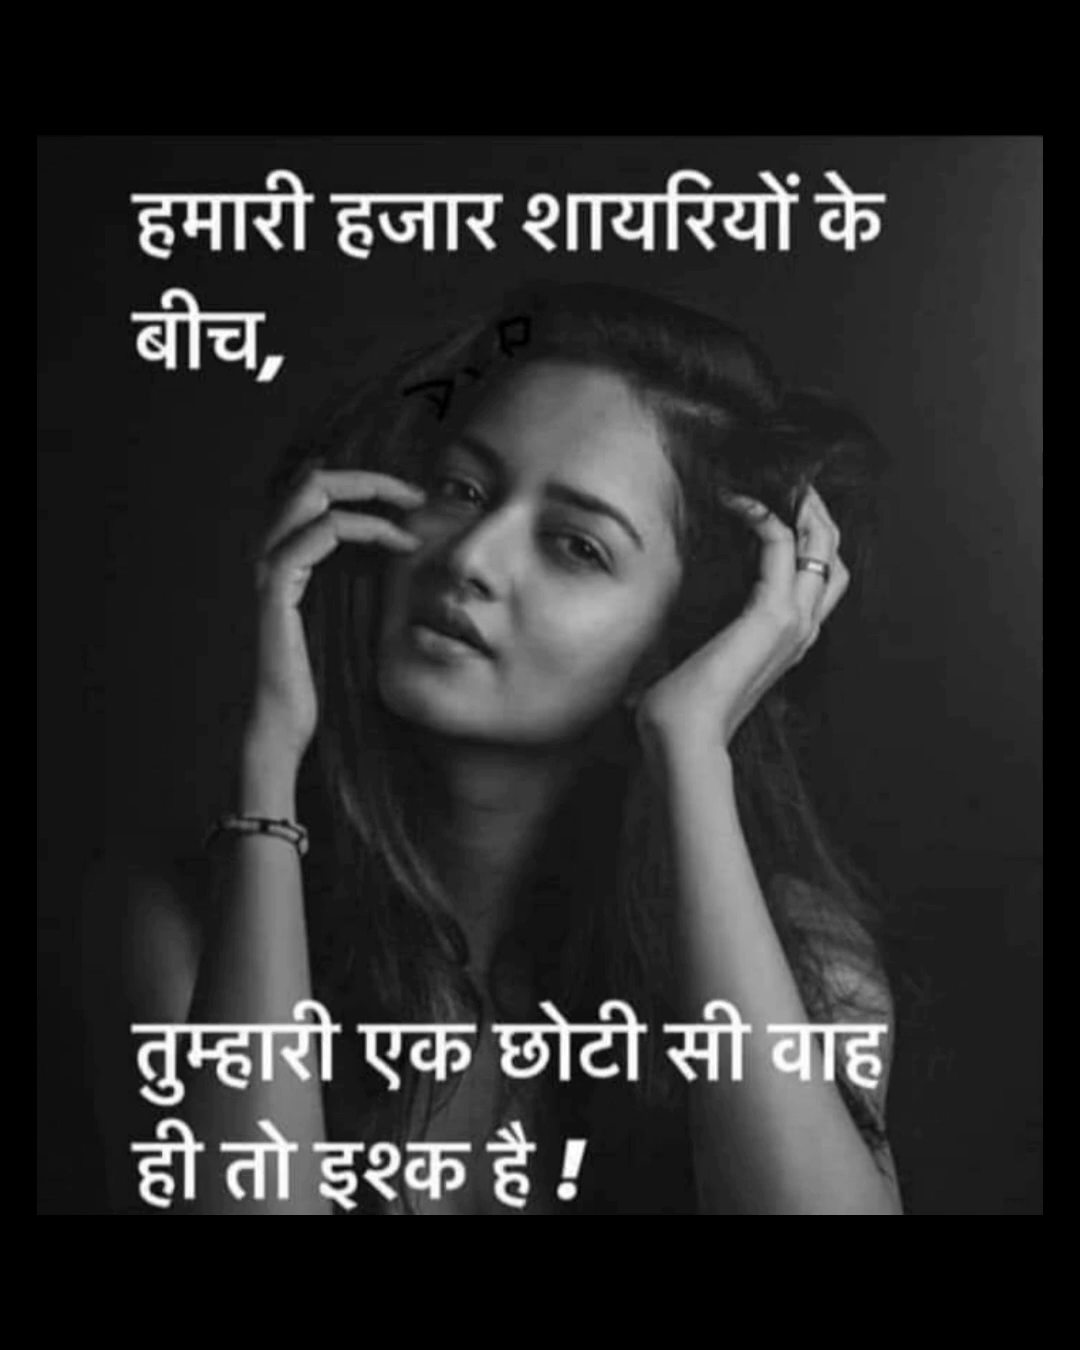 हमारी हजार शायरियों के
बीच,
तुम्हारी एक छोटी सी वाह
ही तो इश्क है !